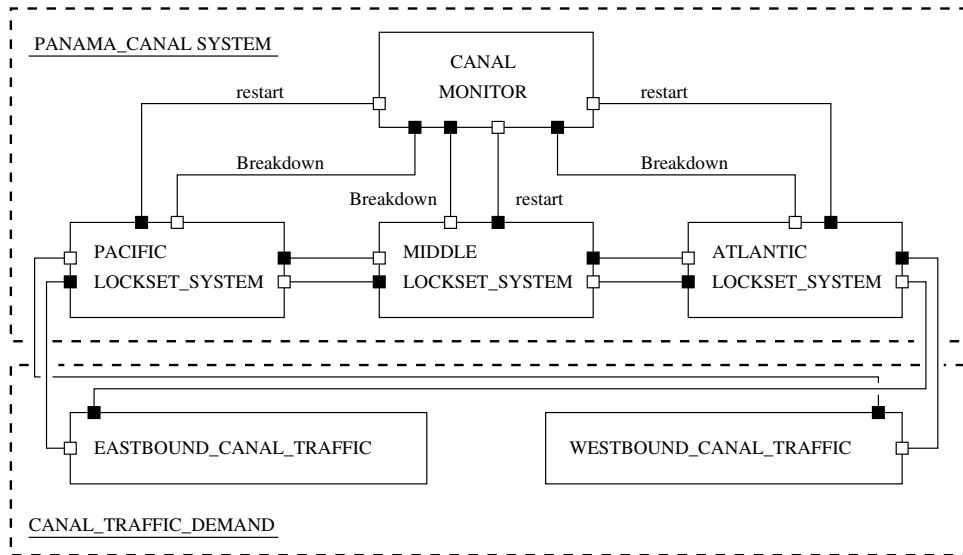 PANAMA_CANAL SYSTEM
CANAL
MONITOR
restart
restart
Breakdown
Breakdown
Breakdown
restart
PACIFIC
LOCKSET_SYSTEM
MIDDLE
LOCKSET_SYSTEM
ATLANTIC
LOCKSET_SYSTEM
EASTBOUND_CANAL_TRAFFIC
WESTBOUND_CANAL_TRAFFIC
CANAL_TRAFFIC_DEMAND